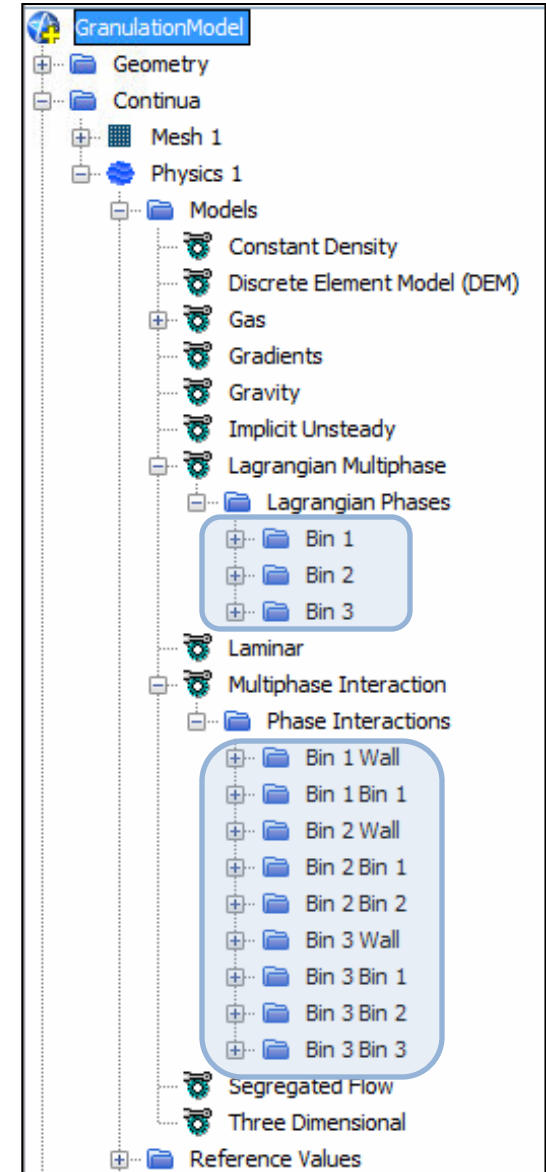 GranulationModel
Geometry
Continua
Mesh 1
Physics 1
Models
Constant Density
Discrete Element Model (DEM)
Gas
Gradients
Gravity
Implicit Unsteady
Lagrangian Multiphase
Lagrangian Phases
Bin 1
Bin 2
Bin 3
Laminar
Multiphase Interaction
Phase Interactions
Bin 1 Wall
Bin 1 Bin 1
Bin 2 Wall
Bin 2 Bin 1
Bin 2 Bin 2
Bin 3 Wall
Bin 3 Bin 1
Bin 3 Bin 2
Bin 3 Bin 3
Segregated Flow
Three Dimensional
Reference Values